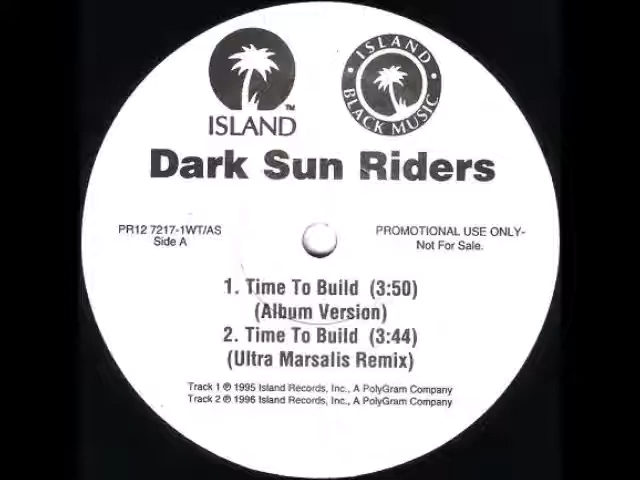 ISLAND
TM
• ISLAND •
BLACK MUSIC
Dark Sun Riders
PR12 7217-1WT/AS
Side A
PROMOTIONAL USE ONLY-
Not For Sale.
1. Time To Build (3:50)
(Album Version)
2. Time To Build (3:44)
(Ultra Marsalis Remix)
Track 1 ℗ 1995 Island Records, Inc., A PolyGram Company
Track 2 ℗ 1996 Island Records, Inc., A PolyGram Company